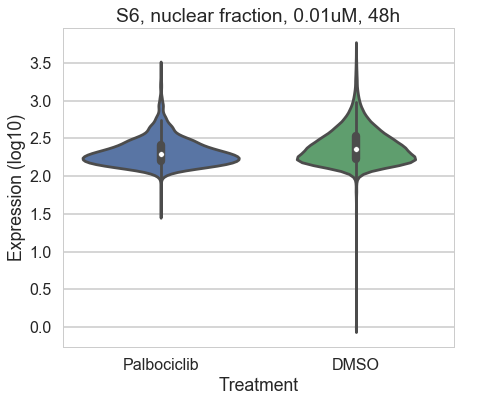 S6, nuclear fraction, 0.01uM, 48h
Expression (log10)
3.5
3.0
2.5
2.0
1.5
1.0
0.5
0.0
Palbociclib DMSO
Treatment